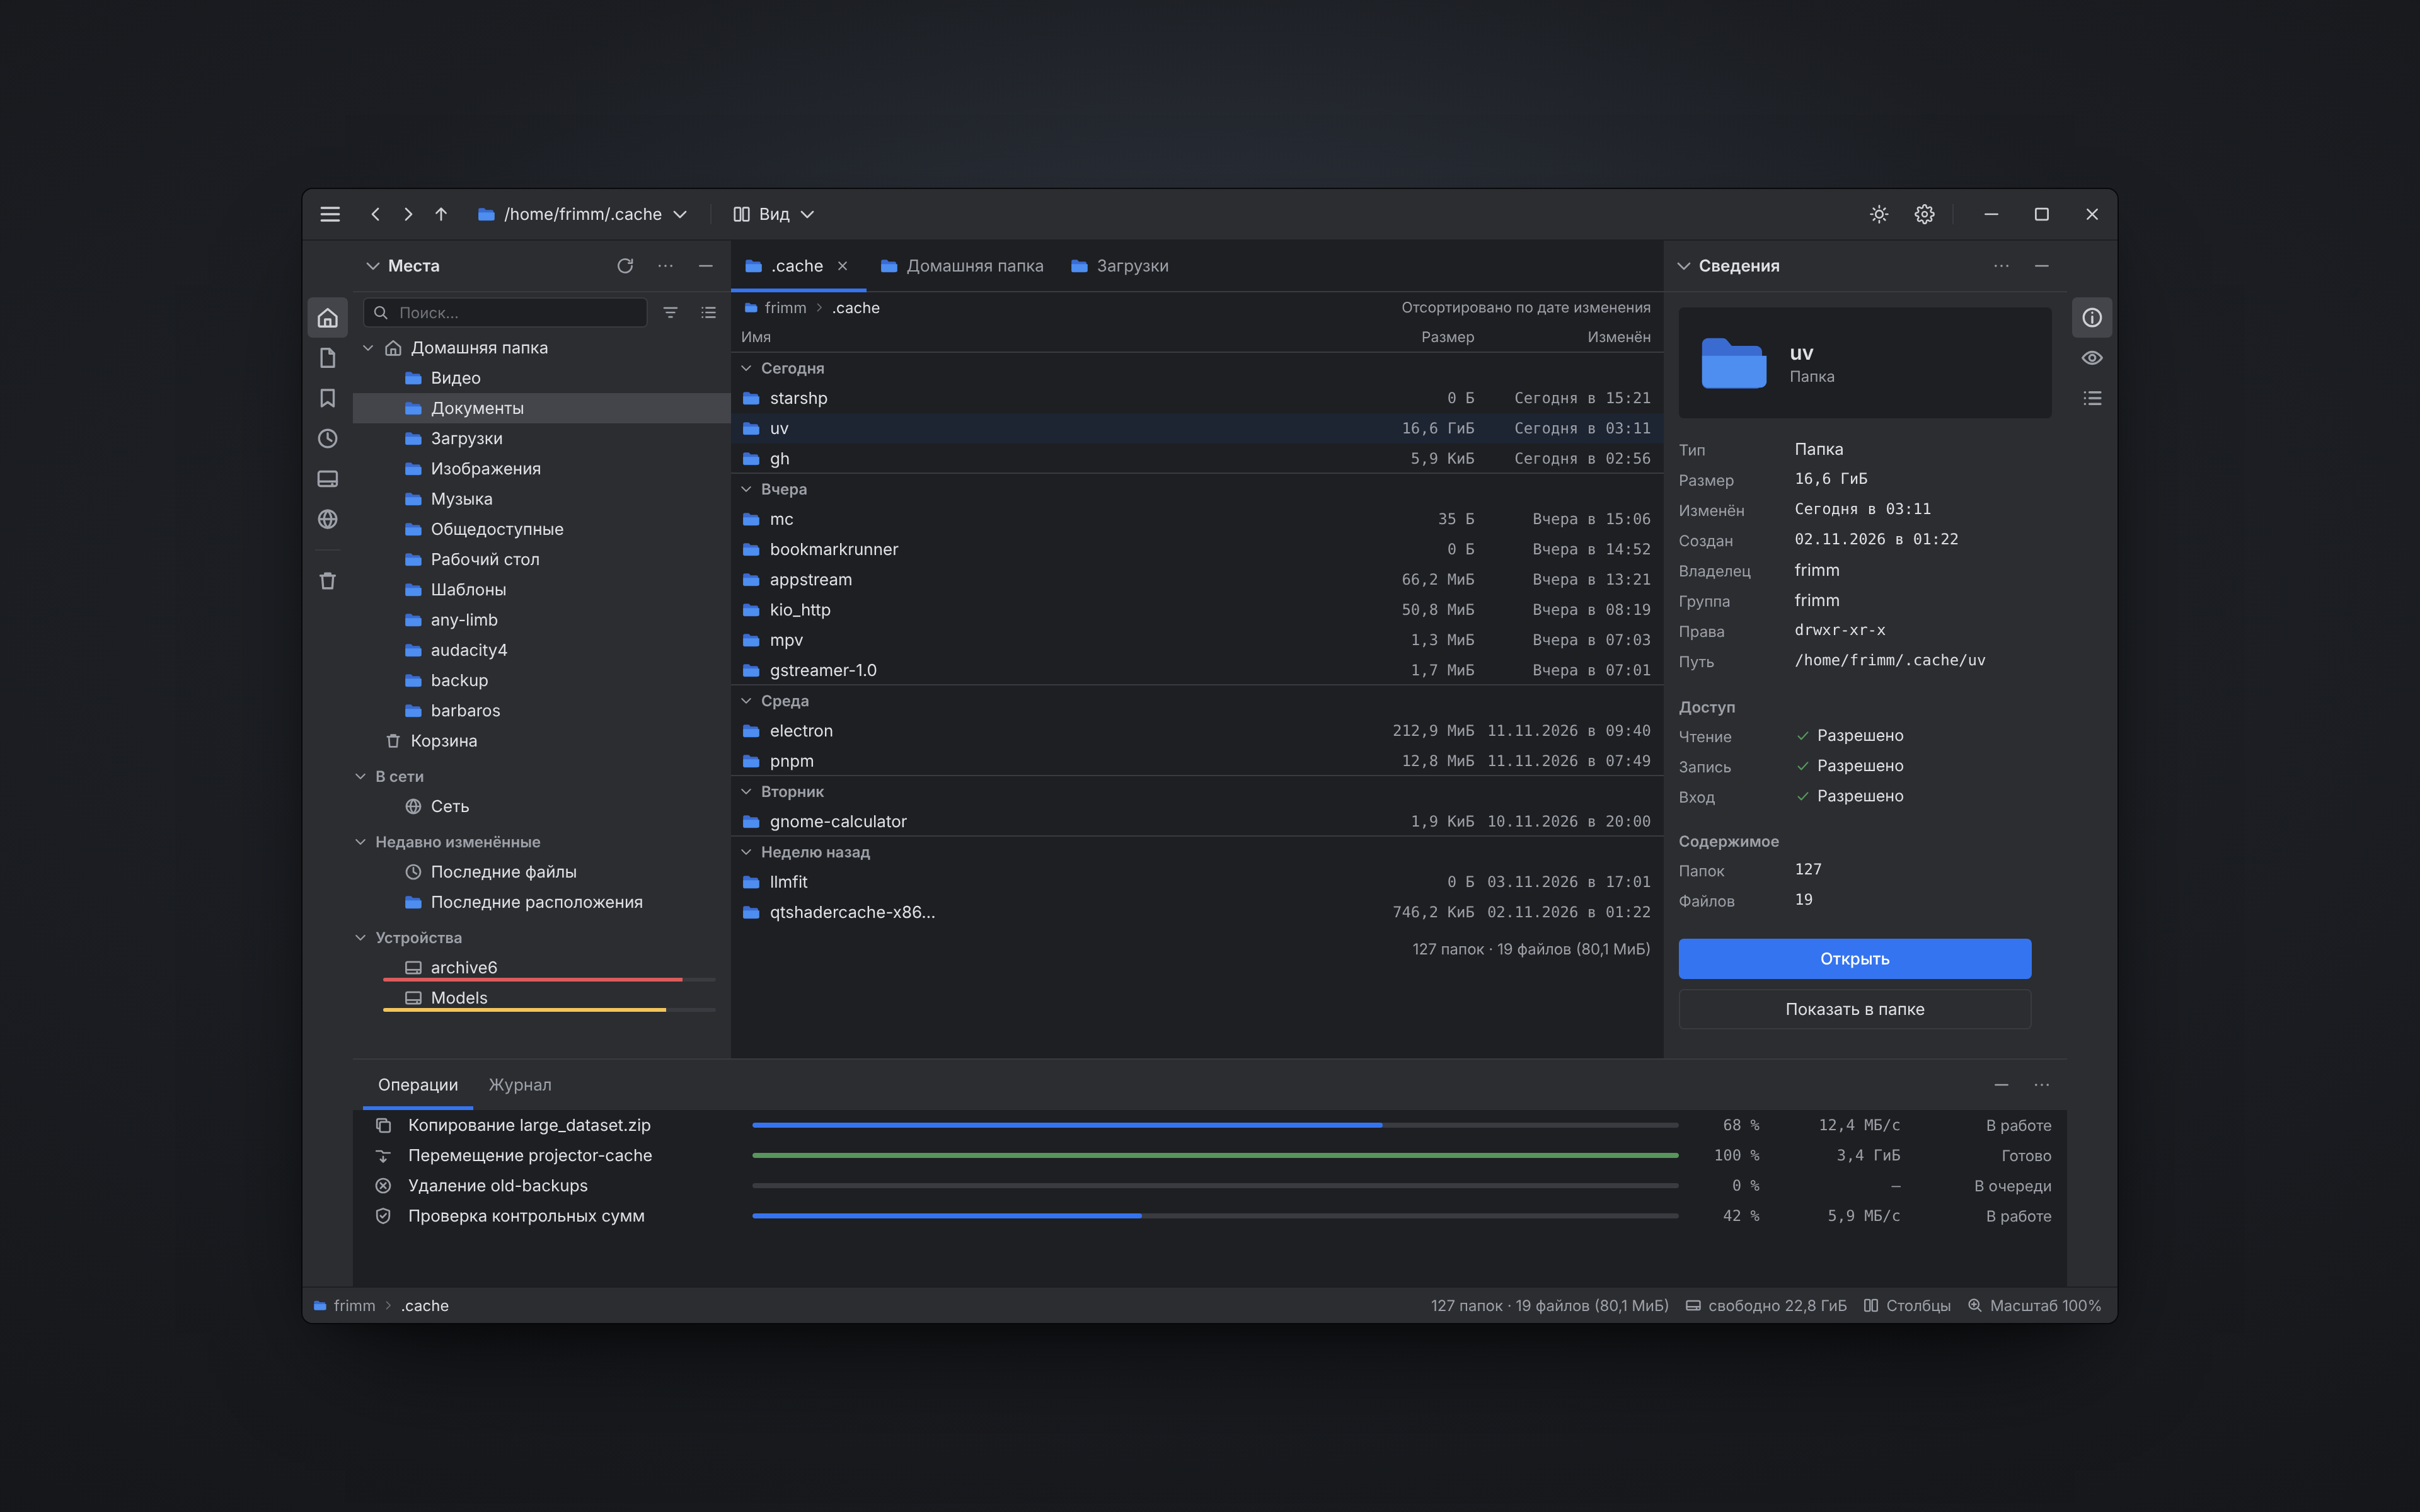 /home/frimm/.cache
Вид
Места
Поиск...
Домашняя папка
Видео
Документы
Загрузки
Изображения
Музыка
Общедоступные
Рабочий стол
Шаблоны
any-limb
audacity4
backup
barbaros
Корзина
В сети
Сеть
Недавно изменённые
Последние файлы
Последние расположения
Устройства
archive6
Models
.cache Домашняя папка Загрузки
frimm > .cache Отсортировано по дате изменения
Имя Размер Изменён
Сегодня
starshp 0 Б Сегодня в 15:21
uv 16,6 ГиБ Сегодня в 03:11
gh 5,9 КиБ Сегодня в 02:56
Вчера
mc 35 Б Вчера в 15:06
bookmarkrunner 0 Б Вчера в 14:52
appstream 66,2 МиБ Вчера в 13:21
kio_http 50,8 МиБ Вчера в 08:19
mpv 1,3 МиБ Вчера в 07:03
gstreamer-1.0 1,7 МиБ Вчера в 07:01
Среда
electron 212,9 МиБ 11.11.2026 в 09:40
pnpm 12,8 МиБ 11.11.2026 в 07:49
Вторник
gnome-calculator 1,9 КиБ 10.11.2026 в 20:00
Неделю назад
llmfit 0 Б 03.11.2026 в 17:01
qtshadercache-x86... 746,2 КиБ 02.11.2026 в 01:22
127 папок · 19 файлов (80,1 МиБ)
Сведения
uv
Папка
Тип Папка
Размер 16,6 ГиБ
Изменён Сегодня в 03:11
Создан 02.11.2026 в 01:22
Владелец frimm
Группа frimm
Права drwxr-xr-x
Путь /home/frimm/.cache/uv
Доступ
Чтение Разрешено
Запись Разрешено
Вход Разрешено
Содержимое
Папок 127
Файлов 19
Открыть
Показать в папке
Операции Журнал
Копирование large_dataset.zip 68 % 12,4 МБ/с В работе
Перемещение projector-cache 100 % 3,4 ГиБ Готово
Удаление old-backups 0 % — В очереди
Проверка контрольных сумм 42 % 5,9 МБ/с В работе
frimm > .cache 127 папок · 19 файлов (80,1 МиБ) свободно 22,8 ГиБ Столбцы Масштаб 100%